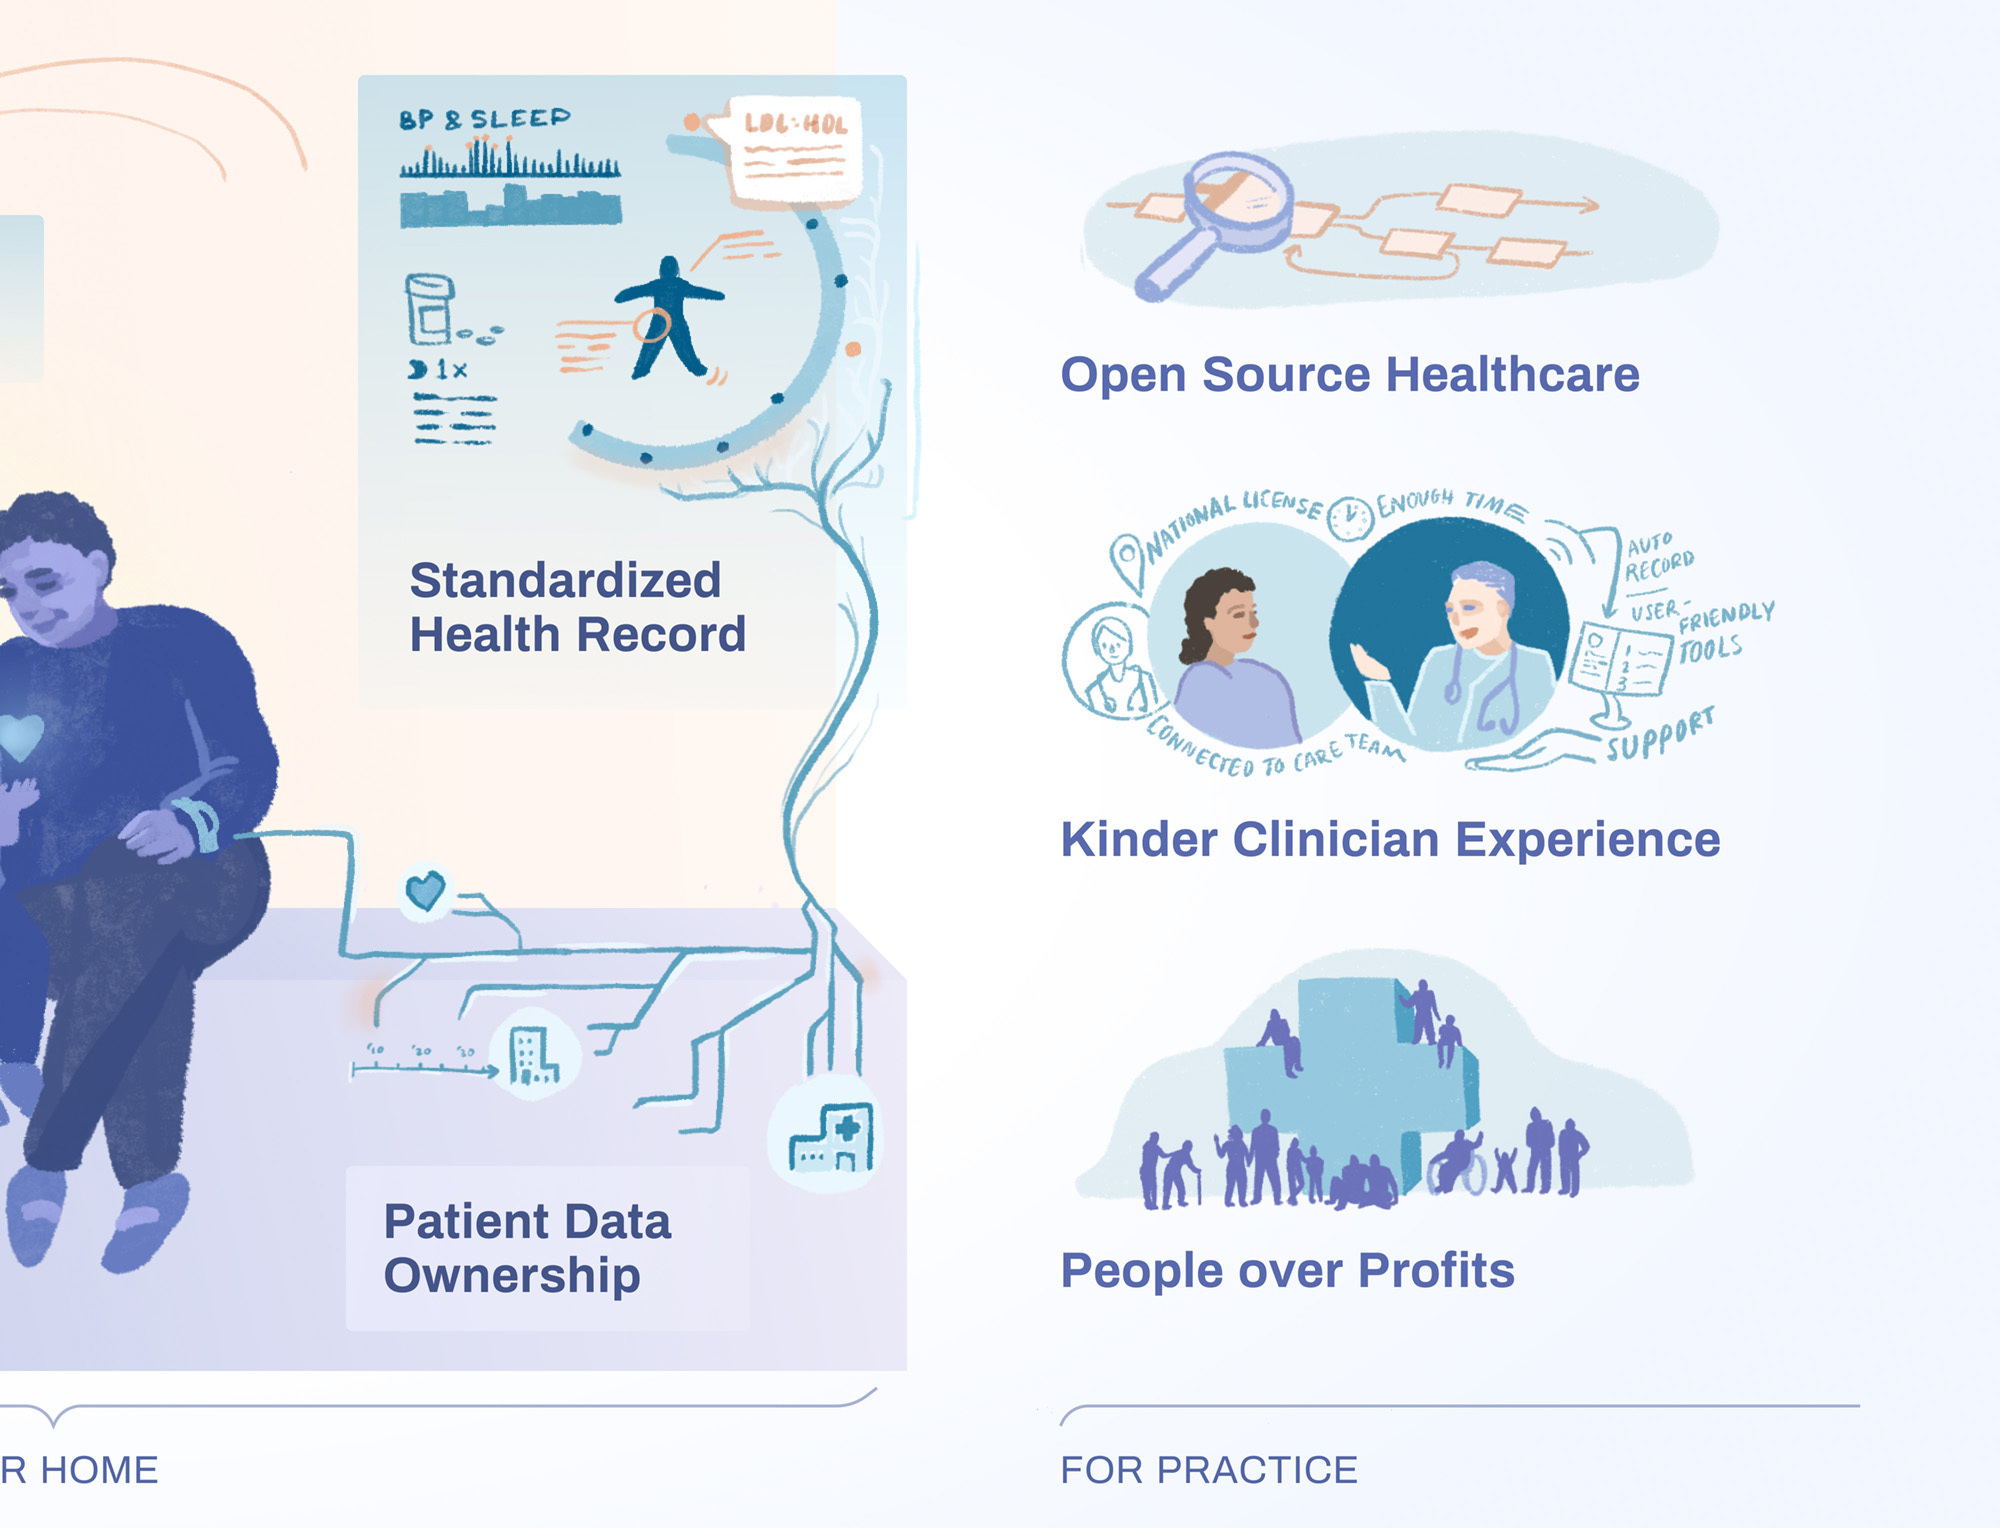 BP & SLEEP
LDL·HDL
1x
Standardized
Health Record
'10 '20 '30
Patient Data
Ownership
R HOME
Open Source Healthcare
NATIONAL LICENSE
ENOUGH TIME
AUTO
RECORD
USER-
FRIENDLY
TOOLS
1
2
3
SUPPORT
CONNECTED TO CARE TEAM
Kinder Clinician Experience
People over Profits
FOR PRACTICE